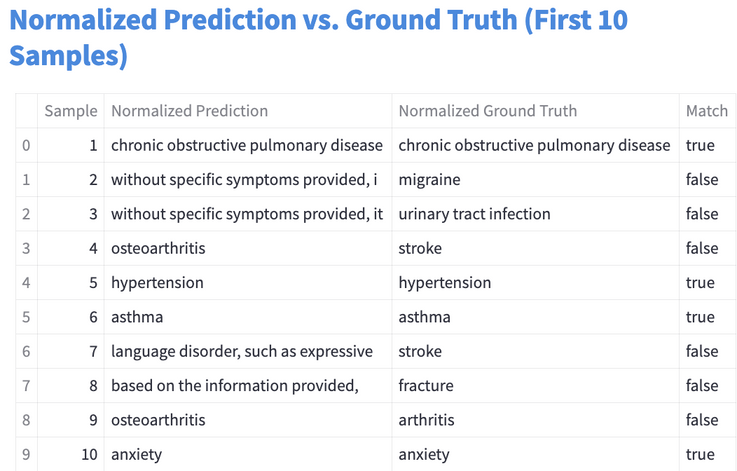 Normalized Prediction vs. Ground Truth (First 10
Samples)
Sample Normalized Prediction Normalized Ground Truth Match
0 1 chronic obstructive pulmonary disease chronic obstructive pulmonary disease true
1 2 without specific symptoms provided, i migraine false
2 3 without specific symptoms provided, it urinary tract infection false
3 4 osteoarthritis stroke false
4 5 hypertension hypertension true
5 6 asthma asthma true
6 7 language disorder, such as expressive stroke false
7 8 based on the information provided, fracture false
8 9 osteoarthritis arthritis false
9 10 anxiety anxiety true